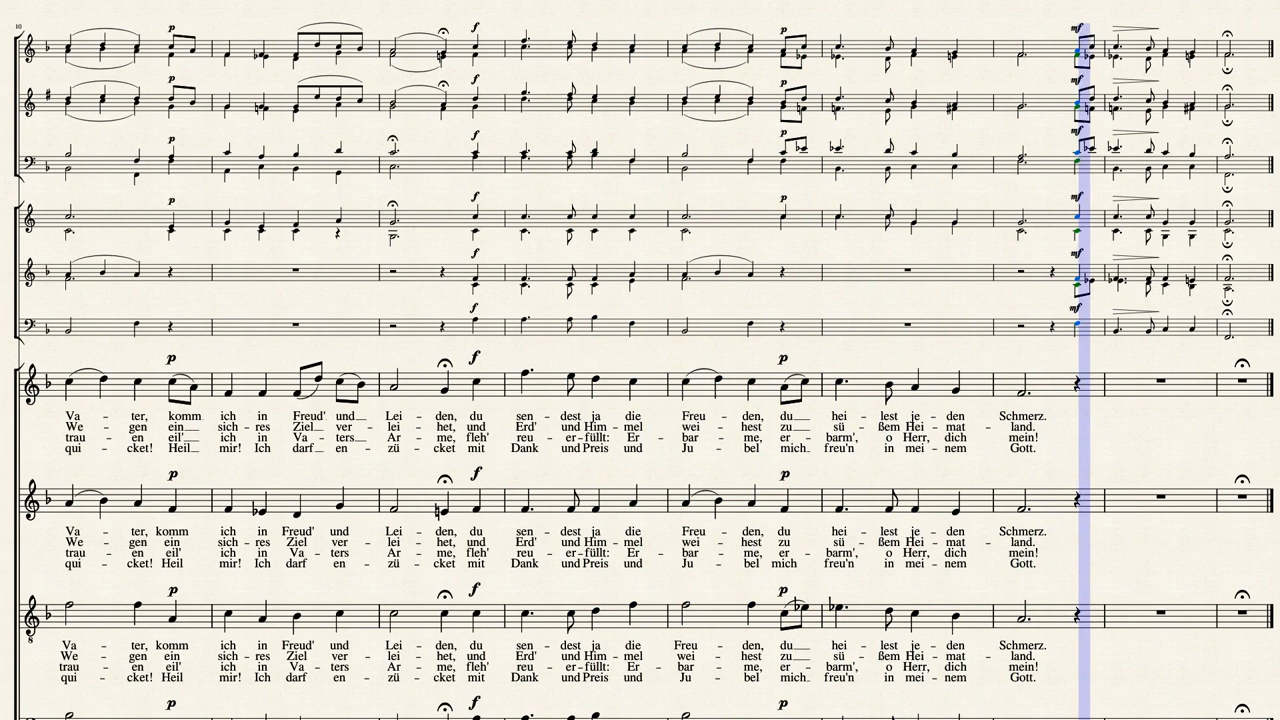 10
p mf
p mf
f
p f p mf
p f p mf
f mf
f mf
p f p
Va - ter, komm ich in Freud' und Lei - den, du sen - dest ja die Freu - den, du hei - lest je - den Schmerz.
We - gen ein sich - res Ziel ver - lei - het, und Erd' und Him - mel wei - hest zu sü - ßem Hei - mat - land.
trau - en eil' ich in Va - ters Ar - me, fleh' reu - er - füllt: Er - bar - me, er - barm', o Herr, dich mein!
qui - cket! Heil mir! Ich darf en - zü - cket mit Dank und Preis und Ju - bel mich freu'n in mei - nem Gott.
p f p
Va - ter, komm ich in Freud' und Lei - den, du sen - dest ja die Freu - den, du hei - lest je - den Schmerz.
We - gen ein sich - res Ziel ver - lei - het, und Erd' und Him - mel wei - hest zu sü - ßem Hei - mat - land.
trau - en eil' ich in Va - ters Ar - me, fleh' reu - er - füllt: Er - bar - me, er - barm', o Herr, dich mein!
qui - cket! Heil mir! Ich darf en - zü - cket mit Dank und Preis und Ju - bel mich freu'n in mei - nem Gott.
p f p
8
Va - ter, komm ich in Freud' und Lei - den, du sen - dest ja die Freu - den, du hei - lest je - den Schmerz.
We - gen ein sich - res Ziel ver - lei - het, und Erd' und Him - mel wei - hest zu sü - ßem Hei - mat - land.
trau - en eil' ich in Va - ters Ar - me, fleh' reu - er - füllt: Er - bar - me, er - barm', o Herr, dich mein!
qui - cket! Heil mir! Ich darf en - zü - cket mit Dank und Preis und Ju - bel mich freu'n in mei - nem Gott.
p f p